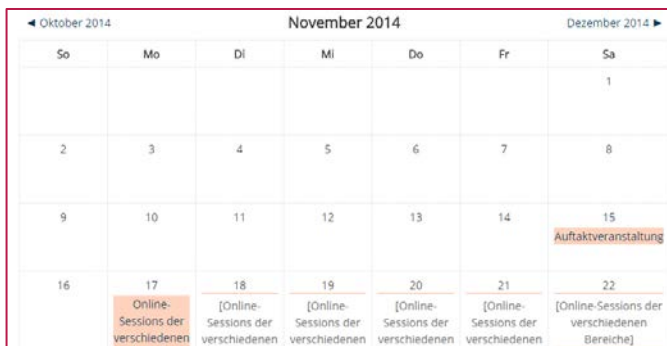 ◄ Oktober 2014 November 2014 Dezember 2014 ►
So Mo Di Mi Do Fr Sa
1
2 3 4 5 6 7 8
9 10 11 12 13 14 15
Auftaktveranstaltung
16 17 18 19 20 21 22
Online- [Online- [Online- [Online- [Online- [Online-Sessions der
Sessions der Sessions der Sessions der Sessions der Sessions der verschiedenen
verschiedenen verschiedenen verschiedenen verschiedenen verschiedenen Bereiche]